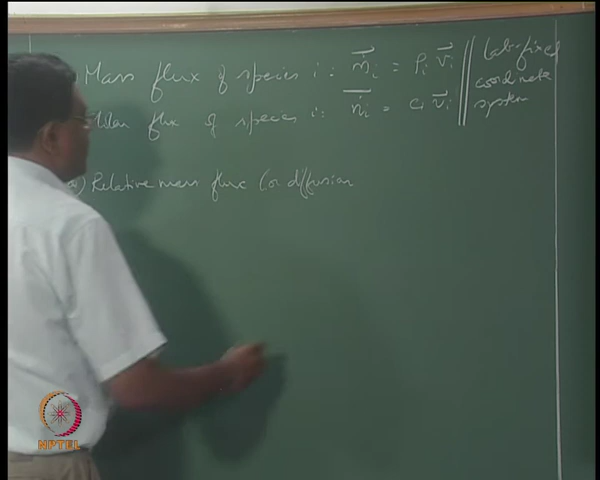 Mass flux of species i : m⃗i = ρi v⃗i
Molar flux of species i : n⃗i = ci v⃗i
Lab-fixed
coordinate
system
a) Relative mass flux (or diffusion
NPTEL